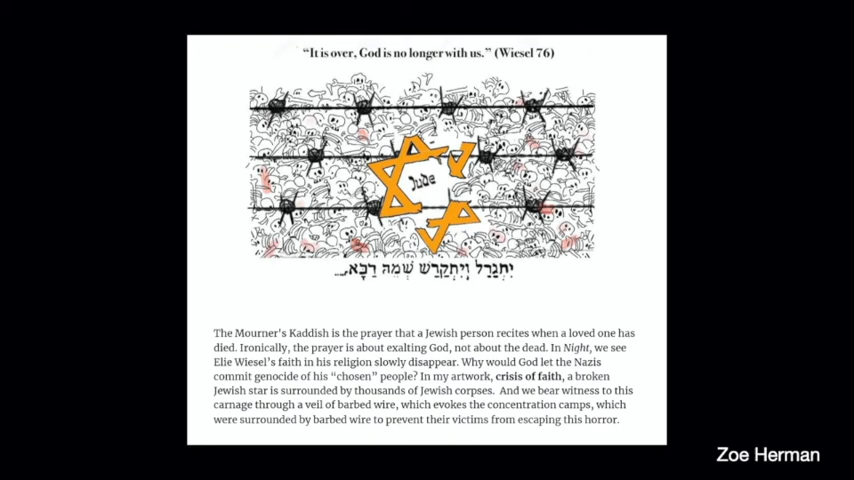 “It is over, God is no longer with us.” (Wiesel 76)
Jude
יִתְגַּדַּל וְיִתְקַדַּשׁ שְׁמֵהּ רַבָּא....
The Mourner's Kaddish is the prayer that a Jewish person recites when a loved one has
died. Ironically, the prayer is about exalting God, not about the dead. In Night, we see
Elie Wiesel's faith in his religion slowly disappear. Why would God let the Nazis
commit genocide of his “chosen” people? In my artwork, crisis of faith, a broken
Jewish star is surrounded by thousands of Jewish corpses.  And we bear witness to this
carnage through a veil of barbed wire, which evokes the concentration camps, which
were surrounded by barbed wire to prevent their victims from escaping this horror.
Zoe Herman